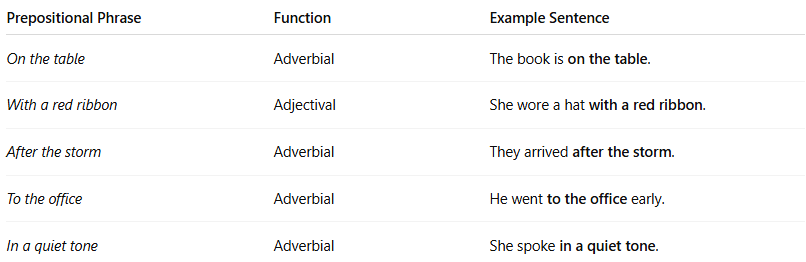 Prepositional Phrase Function Example Sentence
On the table Adverbial The book is on the table.
With a red ribbon Adjectival She wore a hat with a red ribbon.
After the storm Adverbial They arrived after the storm.
To the office Adverbial He went to the office early.
In a quiet tone Adverbial She spoke in a quiet tone.